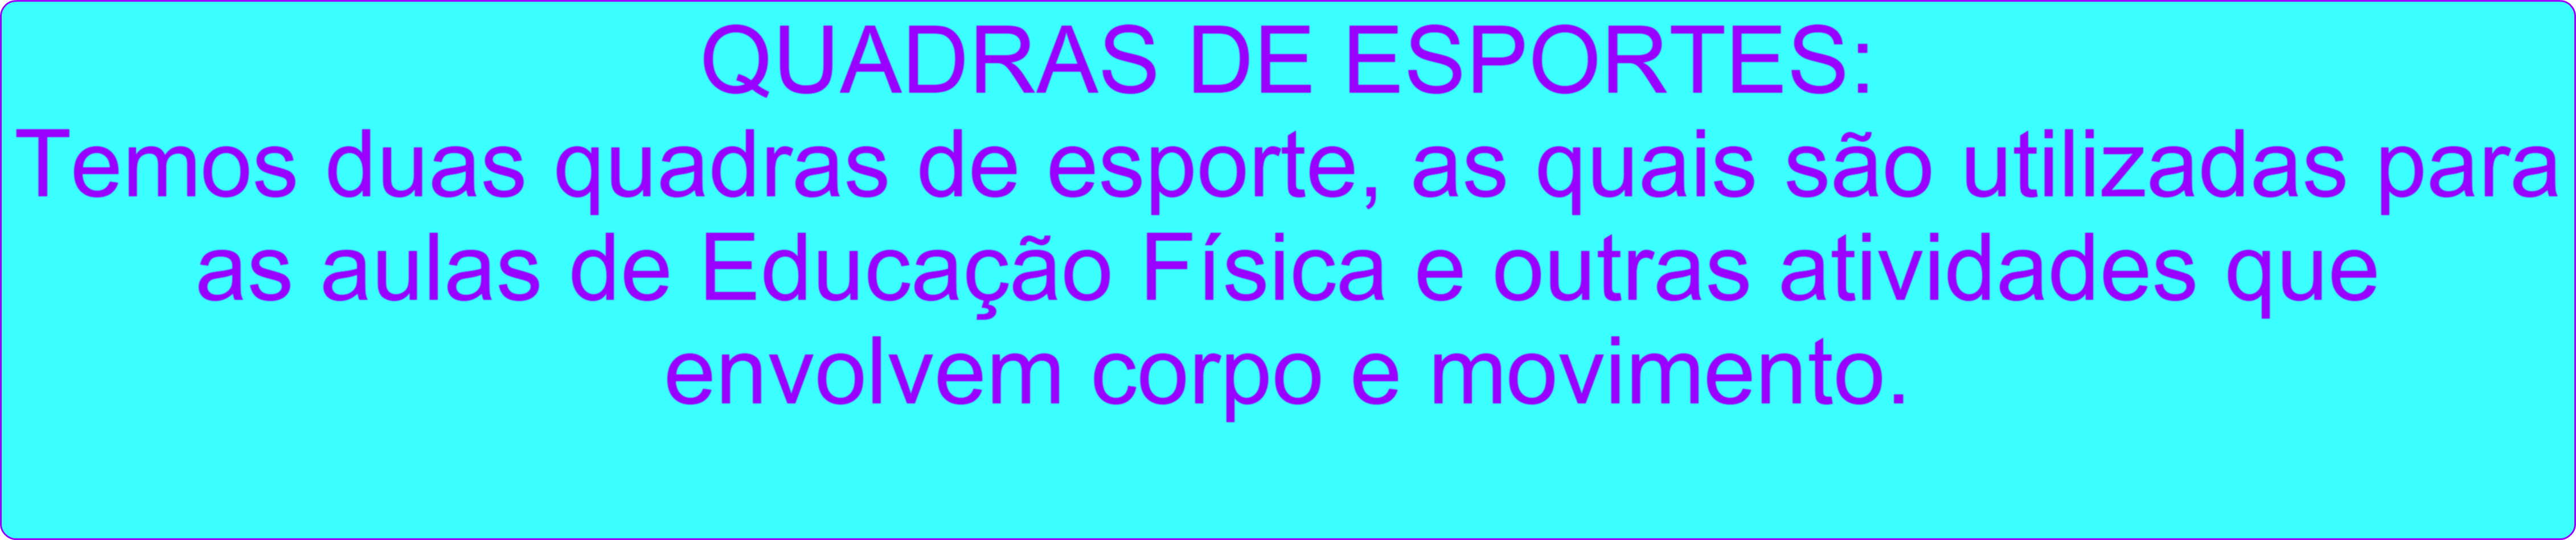 QUADRAS DE ESPORTES:
Temos duas quadras de esporte, as quais são utilizadas para
as aulas de Educação Física e outras atividades que
envolvem corpo e movimento.